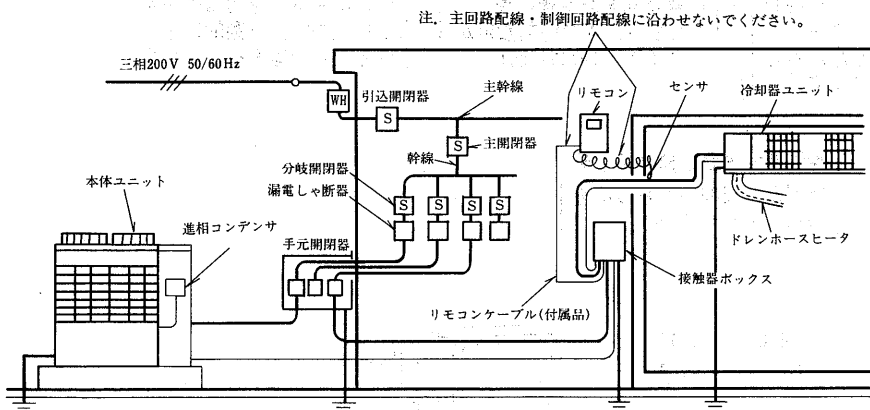 注. 主回路配線・制御回路配線に沿わせないでください。
三相200V 50/60Hz
WH
引込開閉器
S
主幹線
リモコン
センサ
冷却器ユニット
S
主開閉器
幹線
分岐開閉器
漏電しゃ断器
S
S
S
S
本体ユニット
進相コンデンサ
手元開閉器
ドレンホースヒータ
接触器ボックス
リモコンケーブル(付属品)